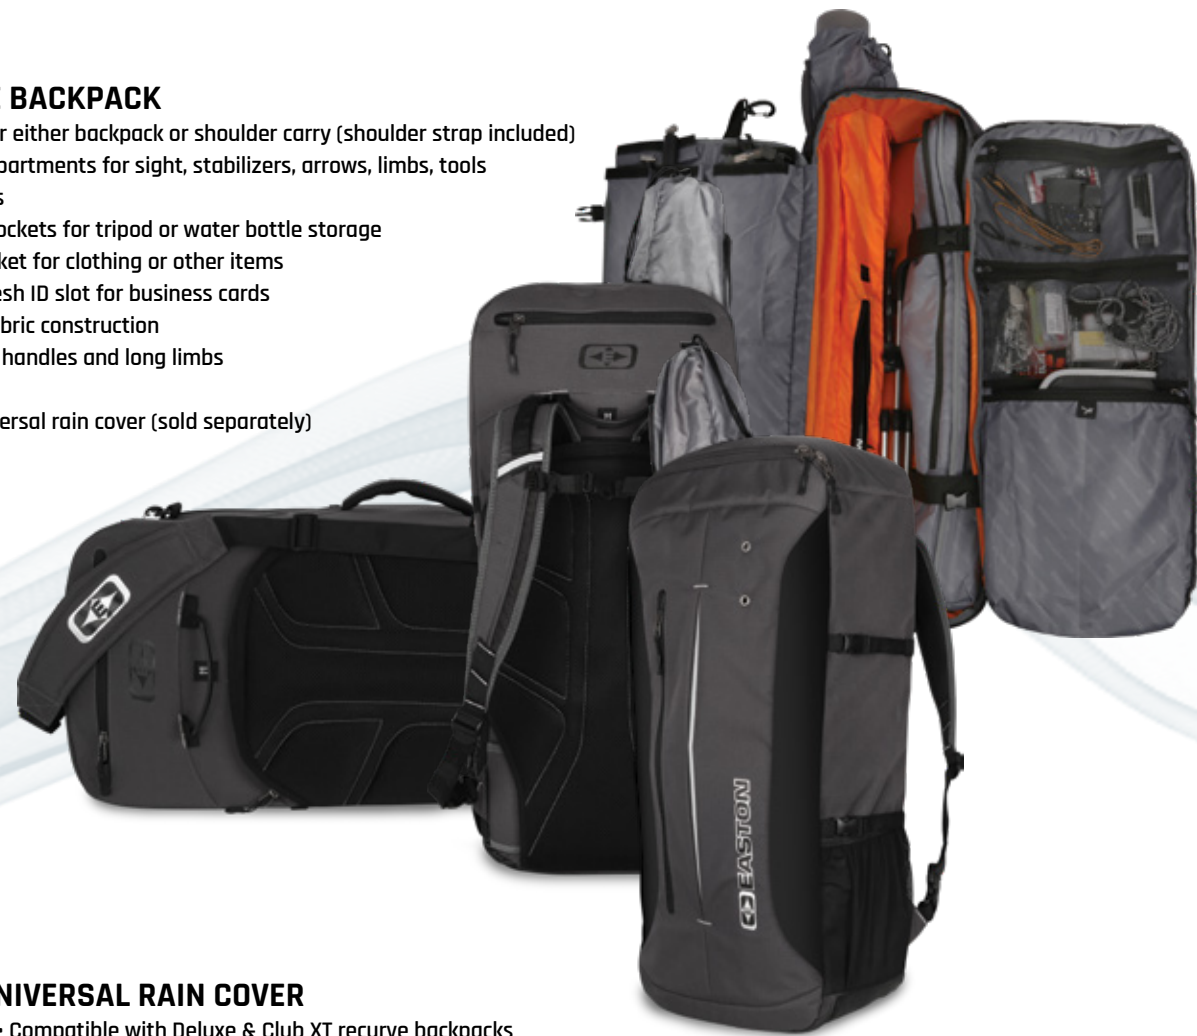 BACKPACK
r either backpack or shoulder carry (shoulder strap included)
partments for sight, stabilizers, arrows, limbs, tools
s
ockets for tripod or water bottle storage
ket for clothing or other items
esh ID slot for business cards
bric construction
handles and long limbs
ersal rain cover (sold separately)
EASTON
NIVERSAL RAIN COVER
• Compatible with Deluxe & Club XT recurve backpacks